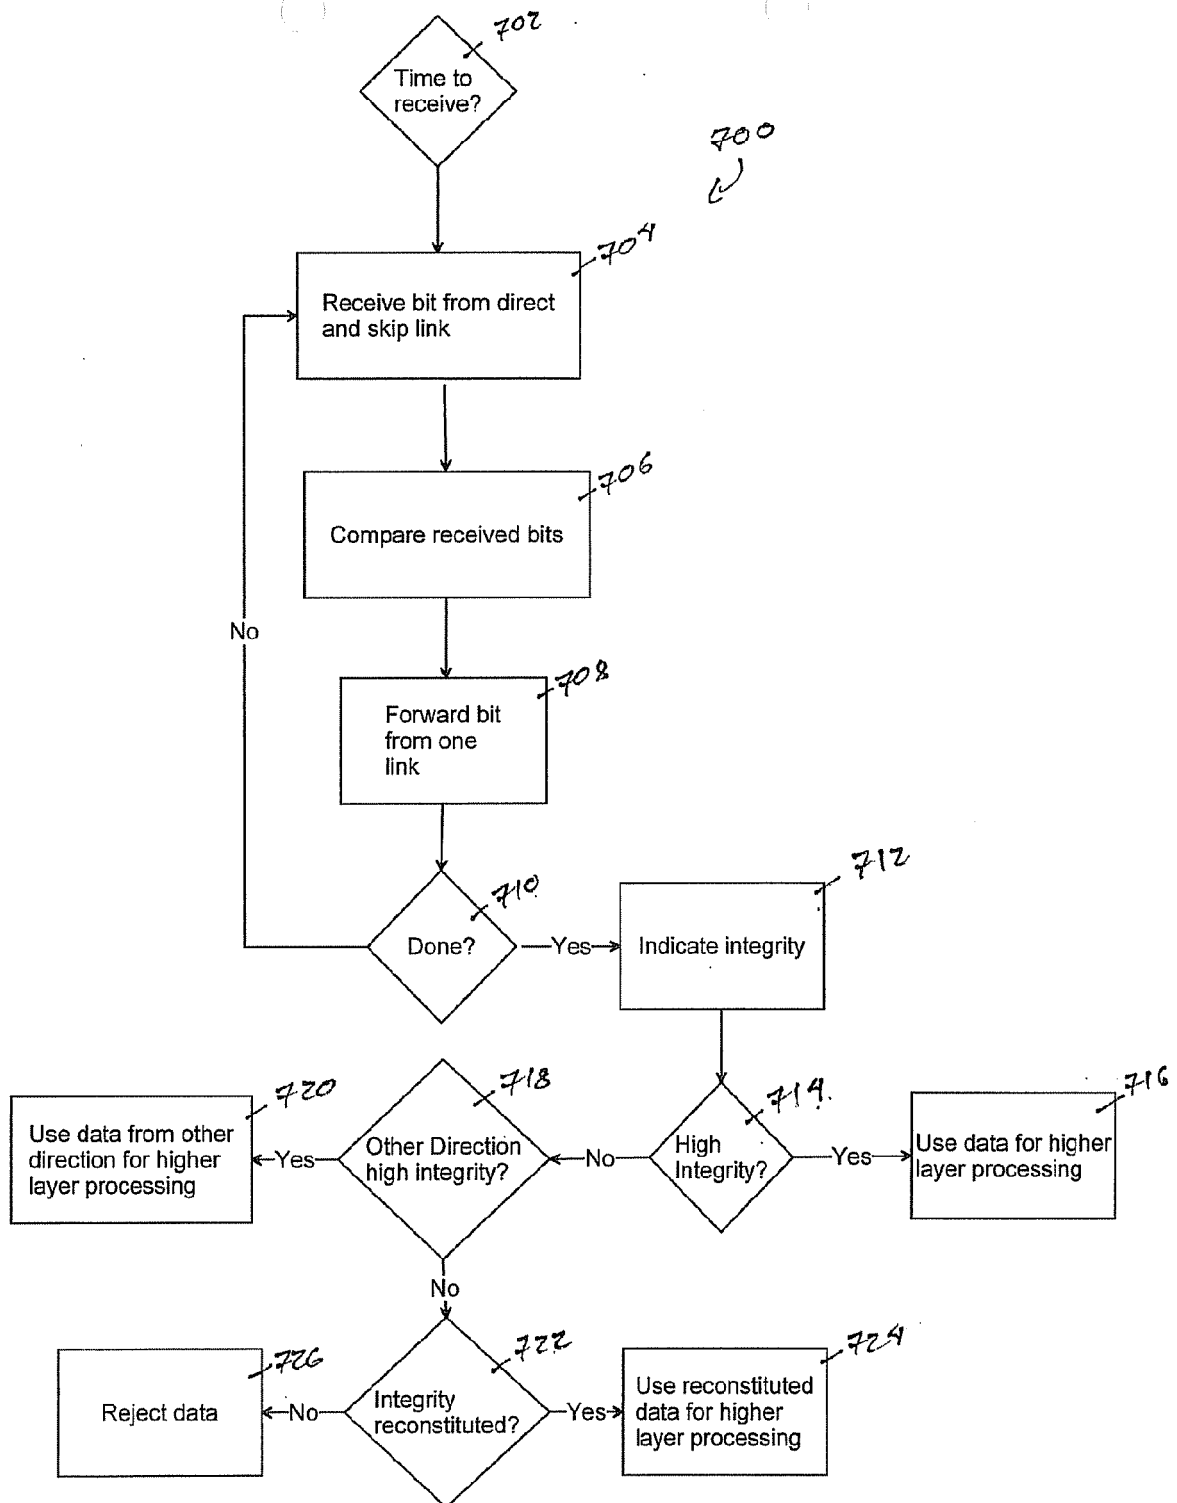 702
Time to
receive?
700
704
Receive bit from direct
and skip link
706
Compare received bits
No
708
Forward bit
from one
link
710
Done?
Yes
712
Indicate integrity
714
High
Integrity?
Yes
716
Use data for higher
layer processing
No
718
Other Direction
high integrity?
Yes
720
Use data from other
direction for higher
layer processing
No
722
Integrity
reconstituted?
Yes
724
Use reconstituted
data for higher
layer processing
No
726
Reject data